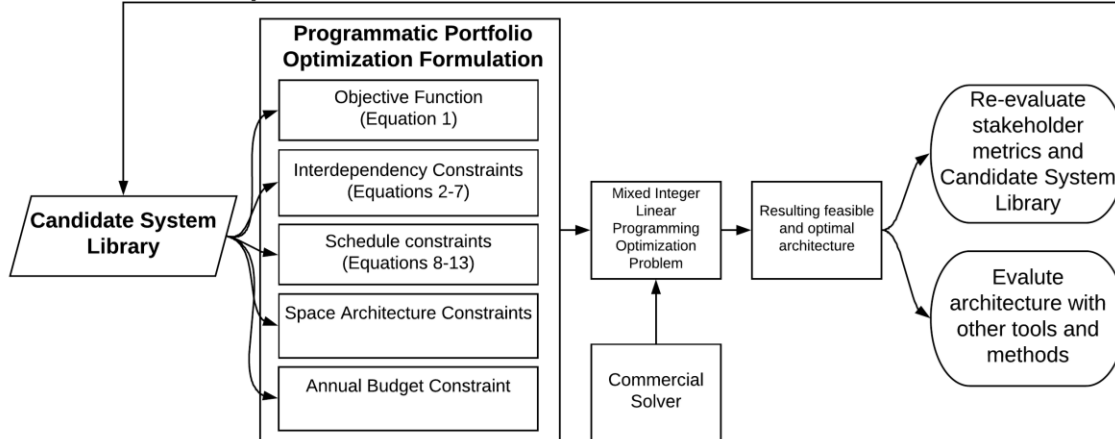 Programmatic Portfolio
Optimization Formulation
Objective Function
(Equation 1)
Interdependency Constraints
(Equations 2-7)
Candidate System
Library
Schedule constraints
(Equations 8-13)
Space Architecture Constraints
Annual Budget Constraint
Mixed Integer
Linear
Programming
Optimization
Problem
Commercial
Solver
Resulting feasible
and optimal
architecture
Re-evaluate
stakeholder
metrics and
Candidate System
Library
Evalute
architecture with
other tools and
methods